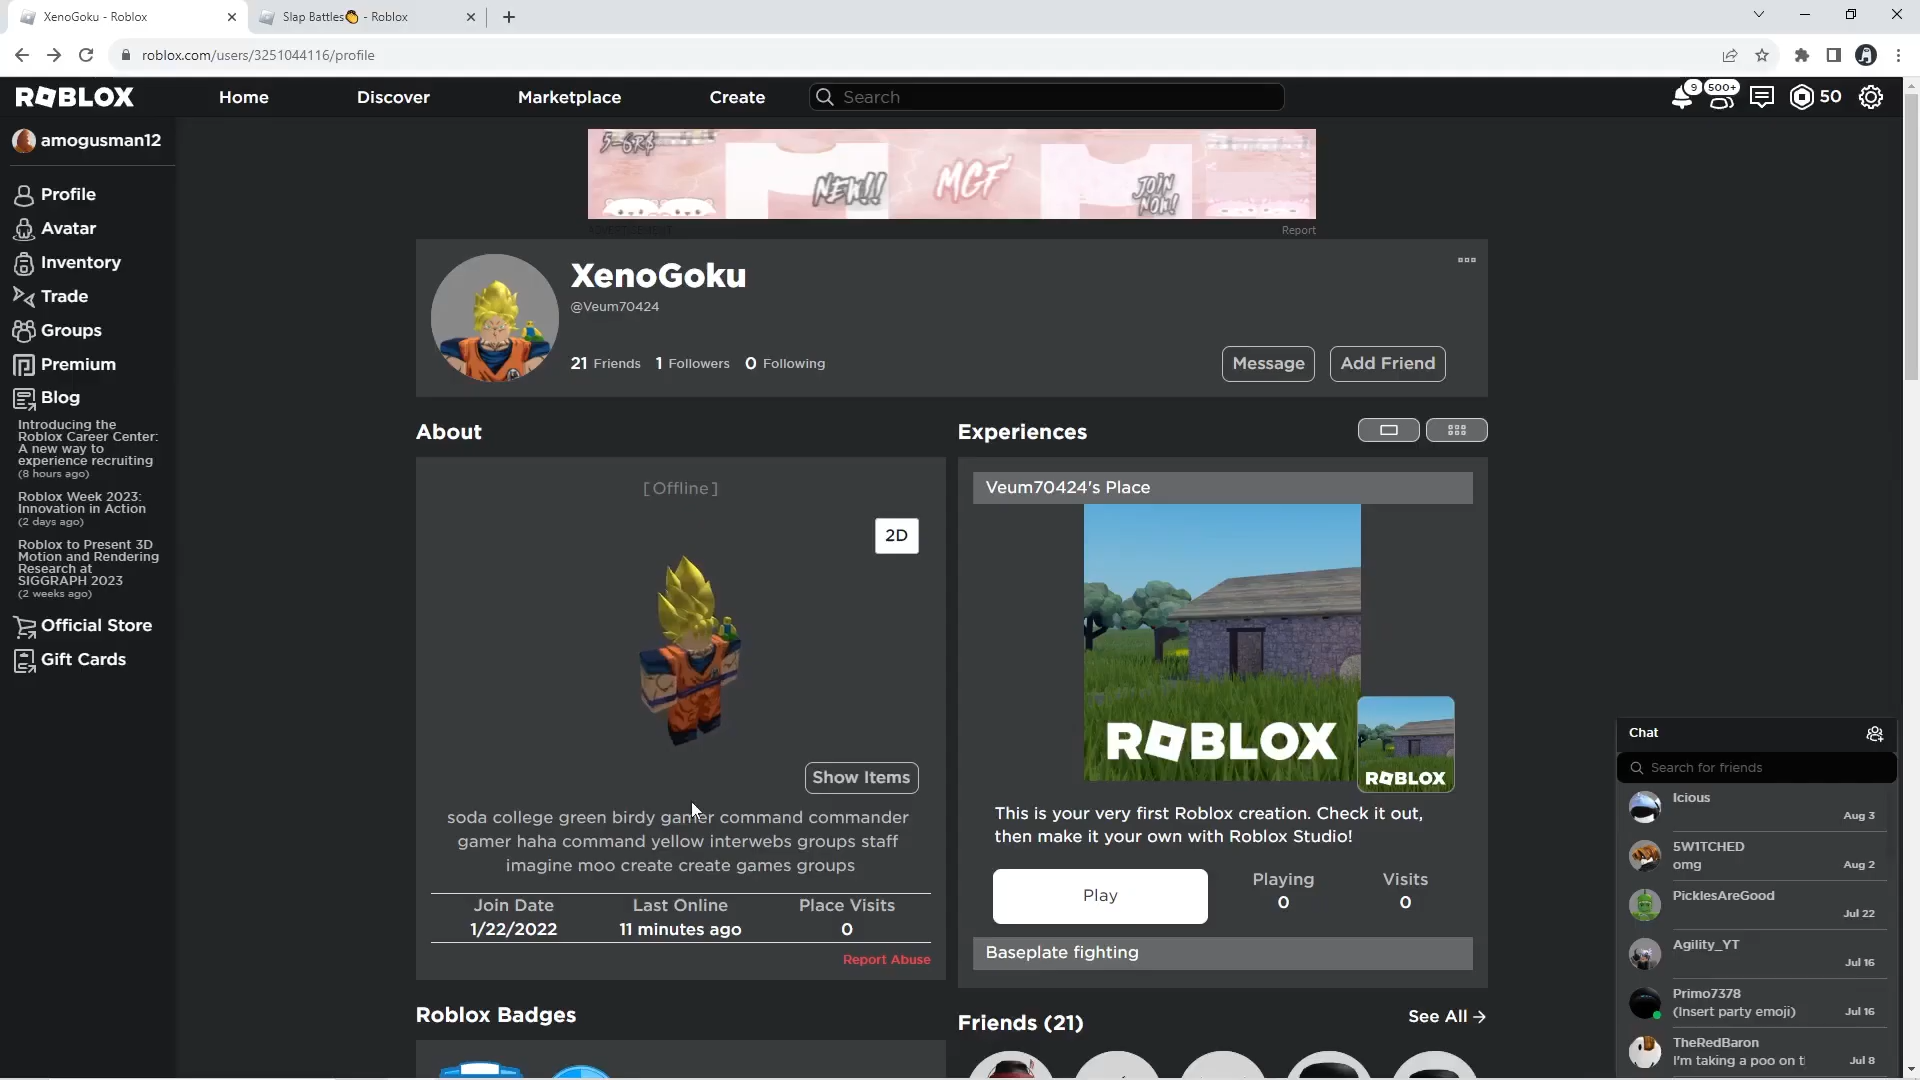 XenoGoku - Roblox
Slap Battles👏 - Roblox
roblox.com/users/3251044116/profile
ROBLOX
Home
Discover
Marketplace
Create
Search
9
500+
50
amogusman12
Profile
Avatar
Inventory
Trade
Groups
Premium
Blog
Introducing the
Roblox Career Center:
A new way to
experience recruiting
(8 hours ago)
Roblox Week 2023:
Innovation in Action
(2 days ago)
Roblox to Present 3D
Motion and Rendering
Research at
SIGGRAPH 2023
(2 weeks ago)
Official Store
Gift Cards
5-6R$
NEW!!
MGF
JOIN
NOW!
ADVERTISEMENT
Report
XenoGoku
@Veum70424
21 Friends 1 Followers 0 Following
Message
Add Friend
About
[ Offline ]
2D
Show Items
soda college green birdy gamer command commander
gamer haha command yellow interwebs groups staff
imagine moo create create games groups
Join Date Last Online Place Visits
1/22/2022 11 minutes ago 0
Report Abuse
Roblox Badges
Experiences
Veum70424's Place
ROBLOX
ROBLOX
This is your very first Roblox creation. Check it out,
then make it your own with Roblox Studio!
Play
Playing Visits
0 0
Baseplate fighting
Friends (21)
See All →
Chat
Search for friends
Icious
Aug 3
5W1TCHED
omg Aug 2
PicklesAreGood
Jul 22
Agility_YT
Jul 16
Primo7378
(Insert party emoji) Jul 16
TheRedBaron
I'm taking a poo on t Jul 8